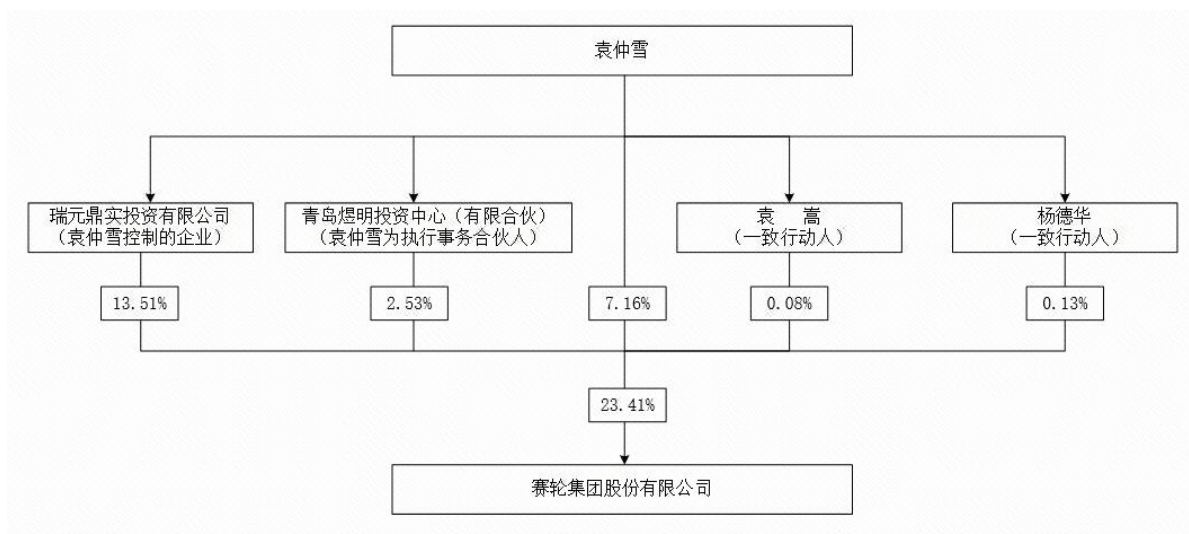 袁仲雪
瑞元鼎实投资有限公司
（袁仲雪控制的企业）
青岛煜明投资中心（有限合伙）
（袁仲雪为执行事务合伙人）
袁　　嵩
（一致行动人）
杨德华
（一致行动人）
13.51%
2.53%
7.16%
0.08%
0.13%
23.41%
赛轮集团股份有限公司